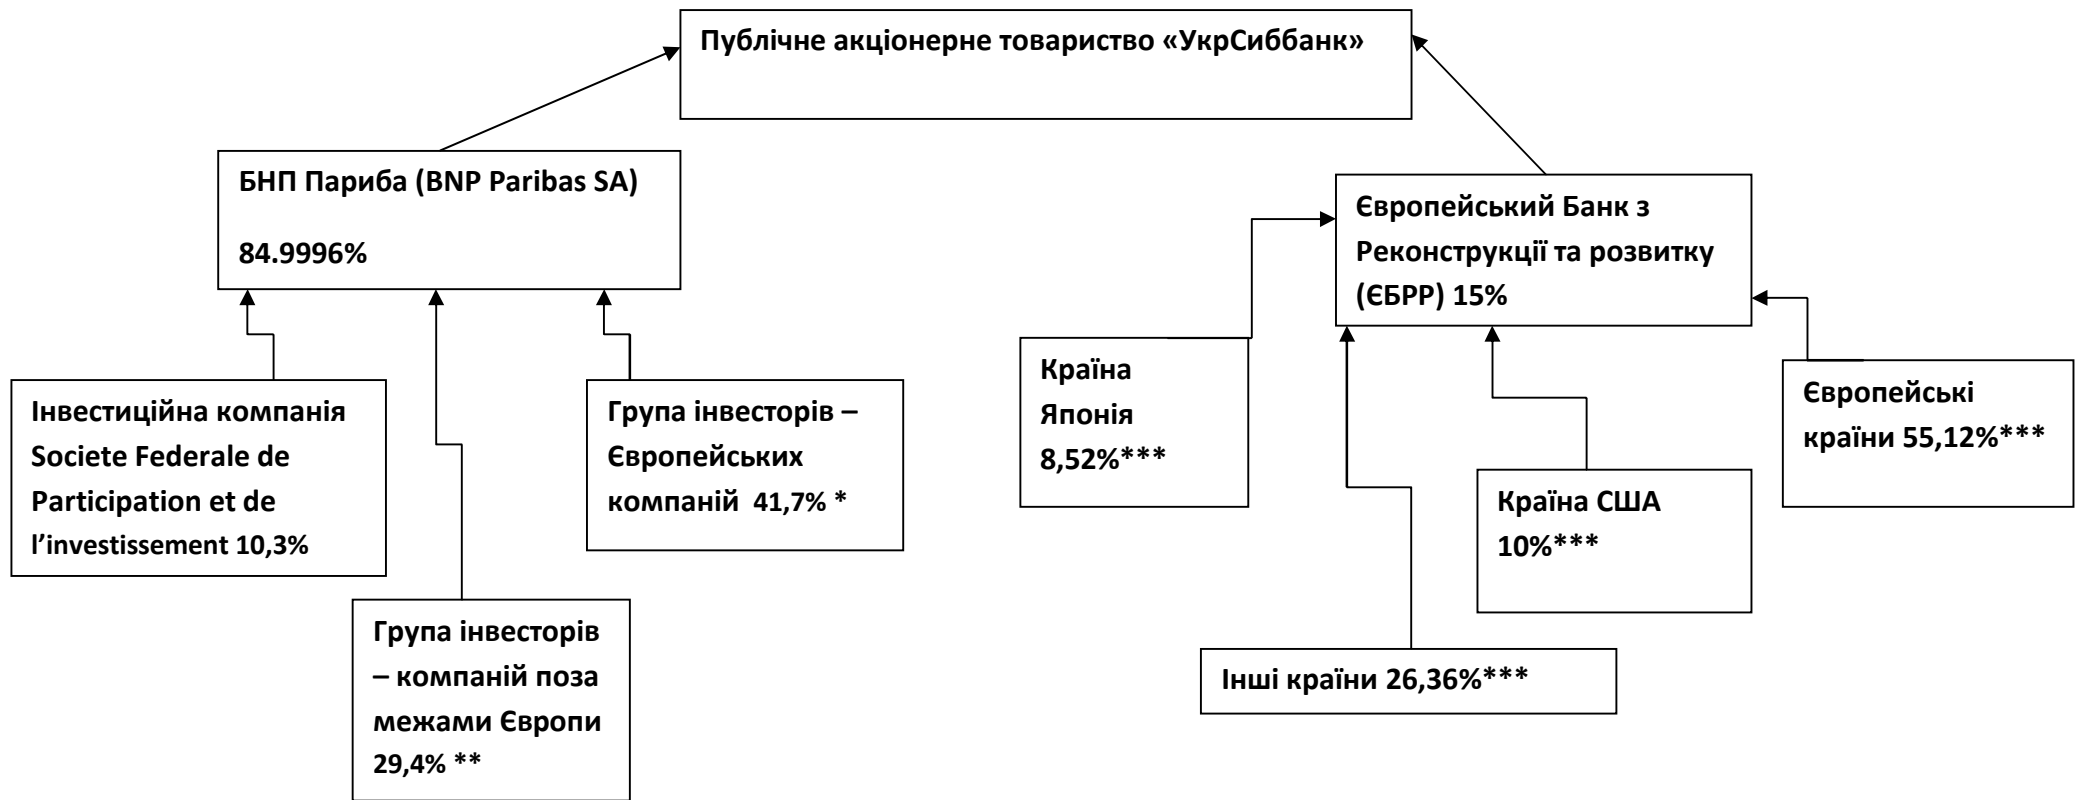 Публічне акціонерне товариство «УкрСиббанк»
БНП Париба (BNP Paribas SA)
84.9996%
Європейський Банк з
Реконструкції та розвитку
(ЄБРР) 15%
Інвестиційна компанія
Societe Federale de
Participation et de
l’investissement 10,3%
Група інвесторів
– компаній поза
межами Європи
29,4% **
Група інвесторів –
Європейських
компаній 41,7% *
Країна
Японія
8,52%***
Інші країни 26,36%***
Країна США
10%***
Європейські
країни 55,12%***